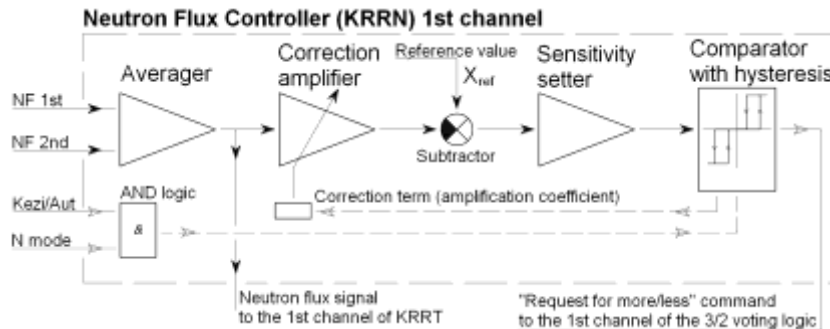 Neutron Flux Controller (KRRN) 1st channel
Averager
Correction
amplifier
Reference value
X_ref
Sensitivity
setter
Comparator
with hysteresis
NF 1st
NF 2nd
Subtractor
Kezi/Aut
AND logic
&
Correction term (amplification coefficient)
N mode
Neutron flux signal
to the 1st channel of KRRT
"Request for more/less" command
to the 1st channel of the 3/2 voting logic